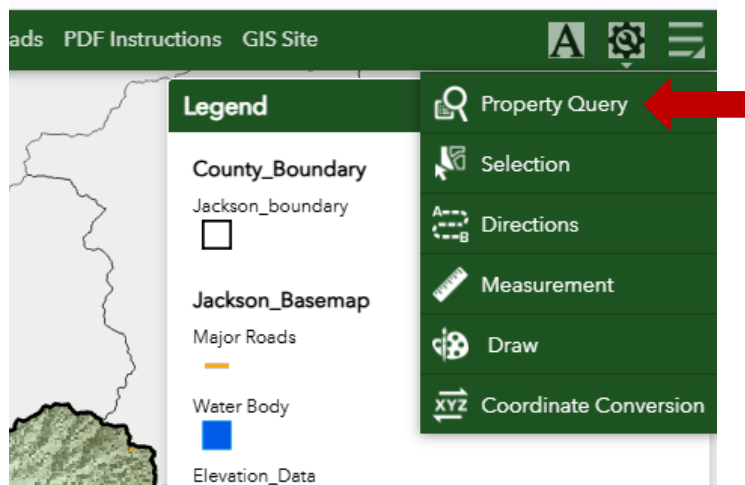 ads PDF Instructions GIS Site
A
Legend
County_Boundary
Jackson_boundary
Jackson_Basemap
Major Roads
Water Body
Elevation_Data
Property Query
Selection
A
B
Directions
Measurement
Draw
XYZ
Coordinate Conversion